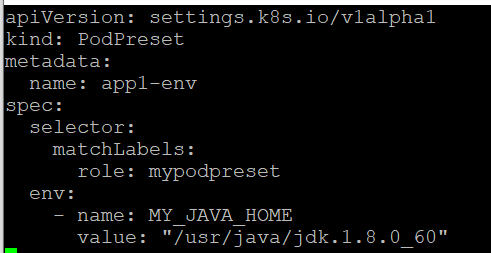 apiVersion: settings.k8s.io/v1alpha1
kind: PodPreset
metadata:
  name: app1-env
spec:
  selector:
    matchLabels:
      role: mypodpreset
  env:
    - name: MY_JAVA_HOME
      value: "/usr/java/jdk.1.8.0_60"